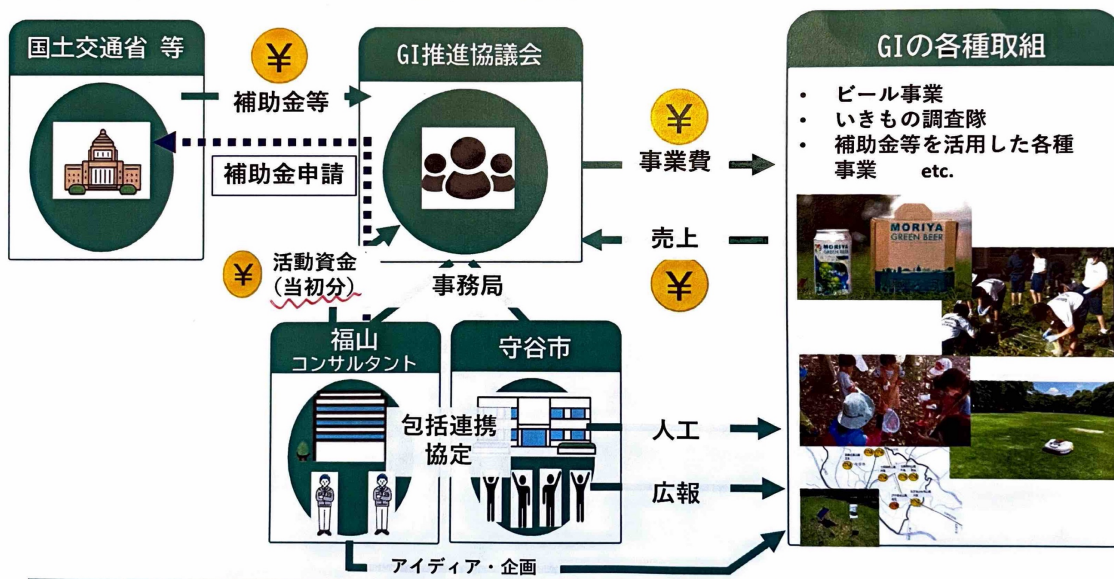 国土交通省 等
¥
補助金等
補助金申請
GI推進協議会
¥
事業費
売上
¥
GIの各種取組
・ ビール事業
・ いきもの調査隊
・ 補助金等を活用した各種
事業 etc.
MORIYA
GREEN BEER
¥
活動資金
(当初分)
事務局
福山
コンサルタント
守谷市
包括連携
協定
人工
広報
アイディア・企画